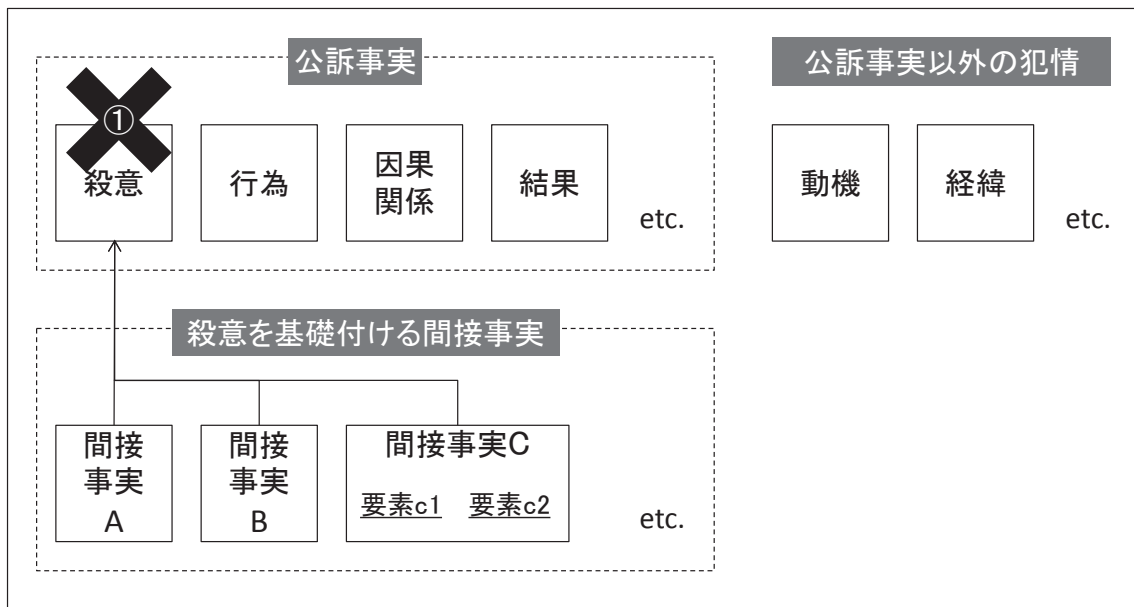 公訴事実
公訴事実以外の犯情
①
殺意
行為
因果
関係
結果
etc.
動機
経緯
etc.
殺意を基礎付ける間接事実
間接
事実
A
間接
事実
B
間接事実C
要素c1 要素c2
etc.